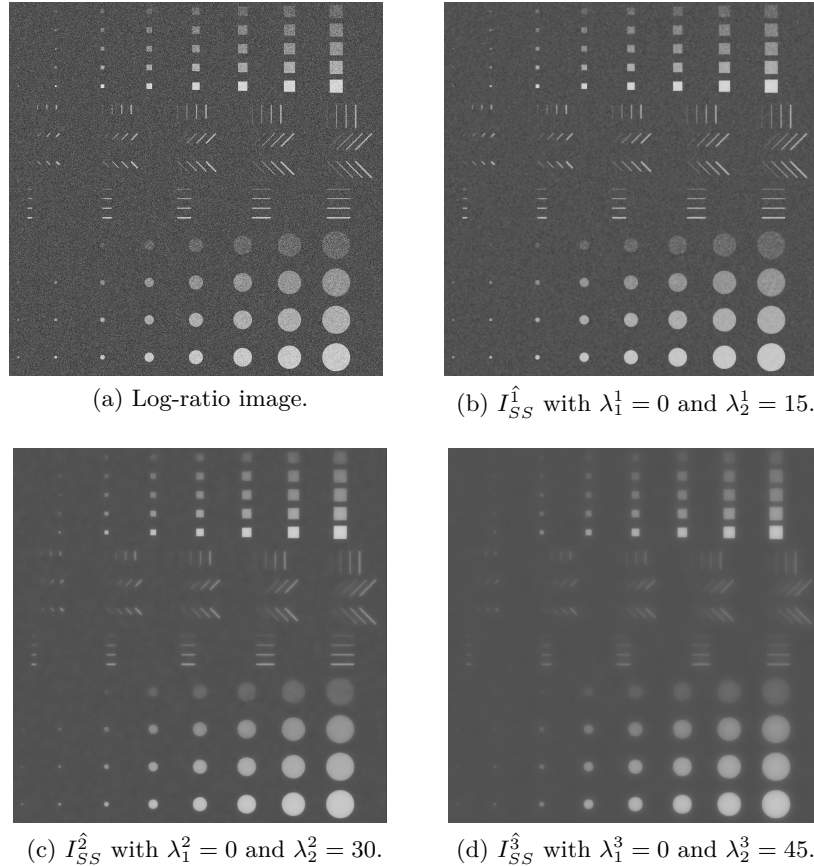 (a) Log-ratio image.
(b) $I_{SS}^{\hat{1}}$ with $\lambda_1^1 = 0$ and $\lambda_2^1 = 15$.
(c) $I_{SS}^{\hat{2}}$ with $\lambda_1^2 = 0$ and $\lambda_2^2 = 30$.
(d) $I_{SS}^{\hat{3}}$ with $\lambda_1^3 = 0$ and $\lambda_2^3 = 45$.